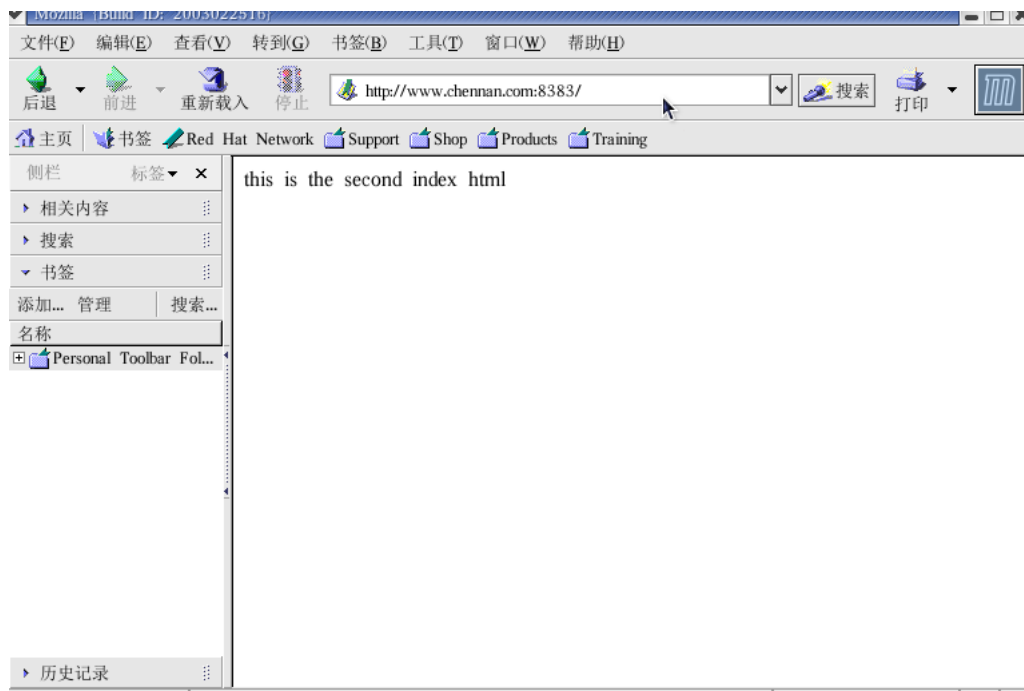 Mozilla {Build ID: 2003022516}
文件(F) 编辑(E) 查看(V) 转到(G) 书签(B) 工具(T) 窗口(W) 帮助(H)
后退 前进 重新载入 停止 http://www.chennan.com:8383/ 搜索 打印
主页 书签 Red Hat Network Support Shop Products Training
侧栏 标签
this is the second index html
相关内容
搜索
书签
添加... 管理 搜索...
名称
Personal Toolbar Fol...
历史记录